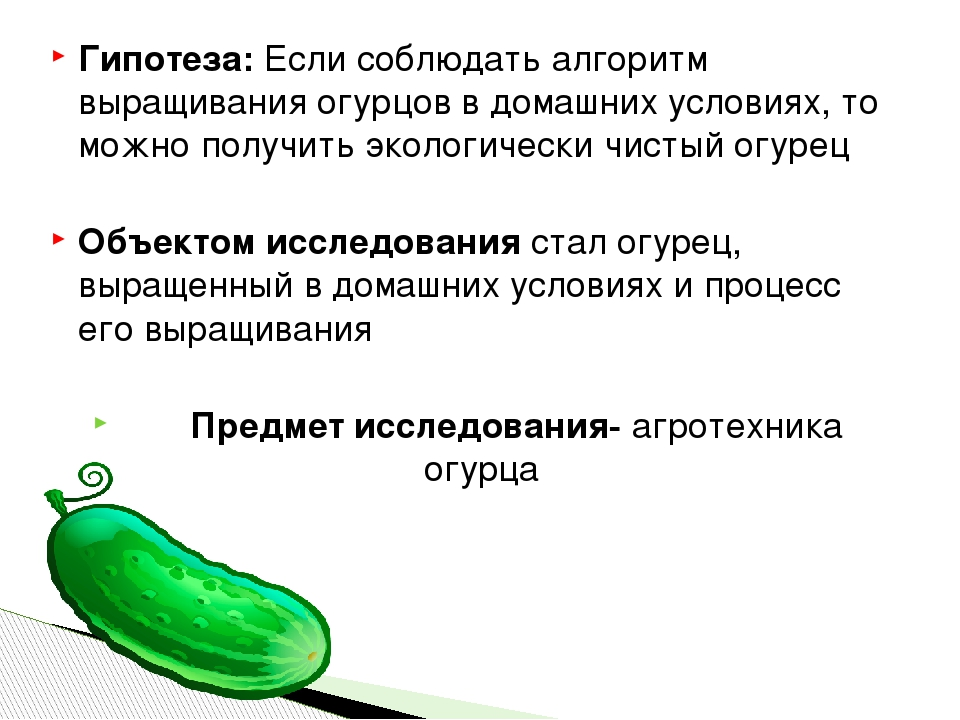 Гипотеза: Если соблюдать алгоритм
выращивания огурцов в домашних условиях, то
можно получить экологически чистый огурец
Объектом исследования стал огурец,
выращенный в домашних условиях и процесс
его выращивания
Предмет исследования- агротехника
огурца